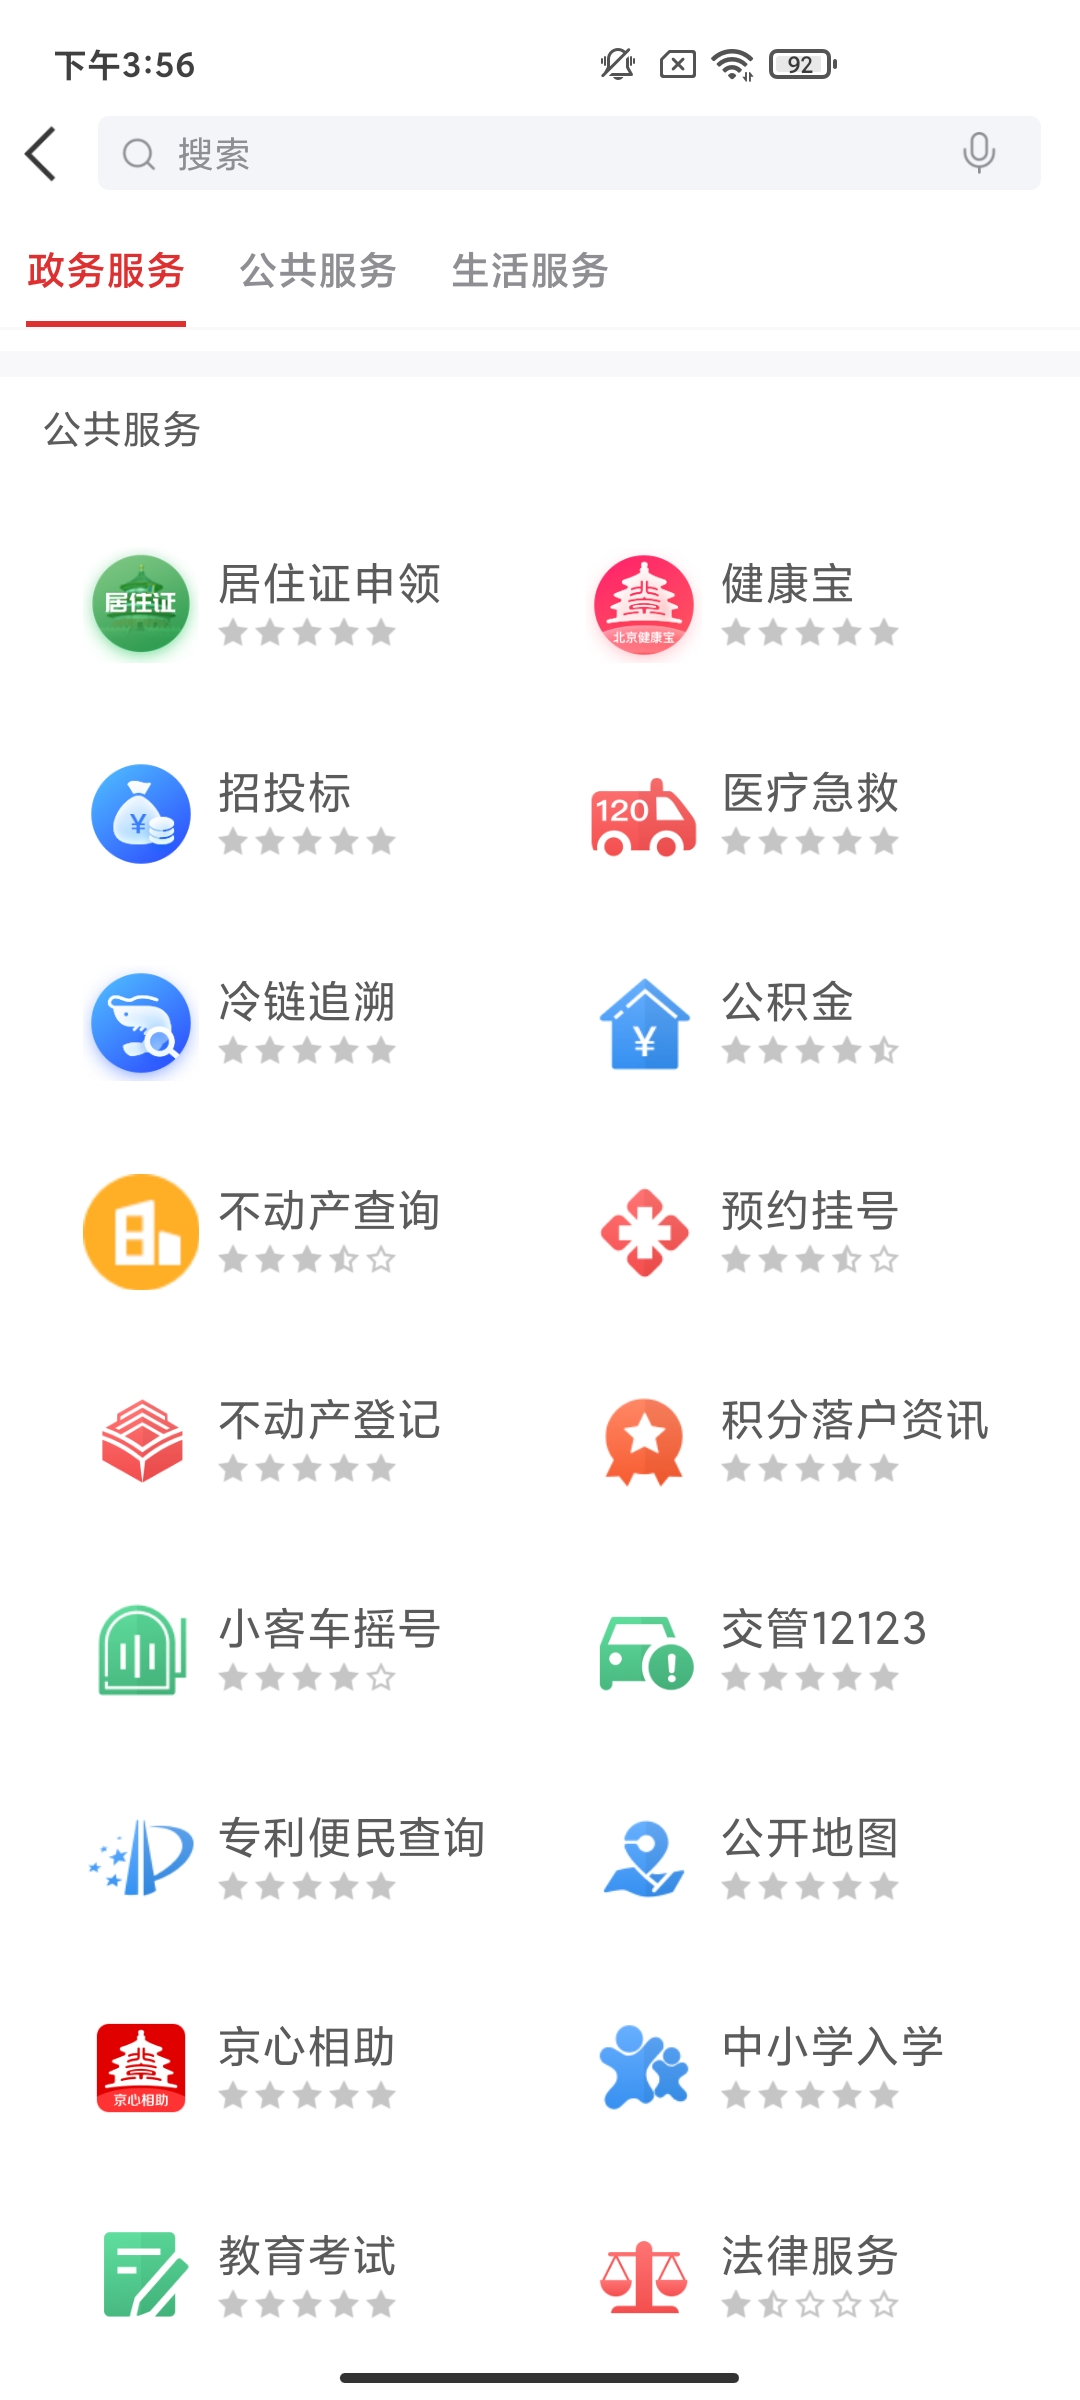 下午3:56
92
搜索
政务服务 公共服务 生活服务
公共服务
居住证
居住证申领
北京健康宝
健康宝
¥
招投标
120
医疗急救
冷链追溯
¥
公积金
不动产查询
预约挂号
不动产登记
积分落户资讯
小客车摇号
交管12123
专利便民查询
公开地图
京心相助
京心相助
中小学入学
教育考试
法律服务